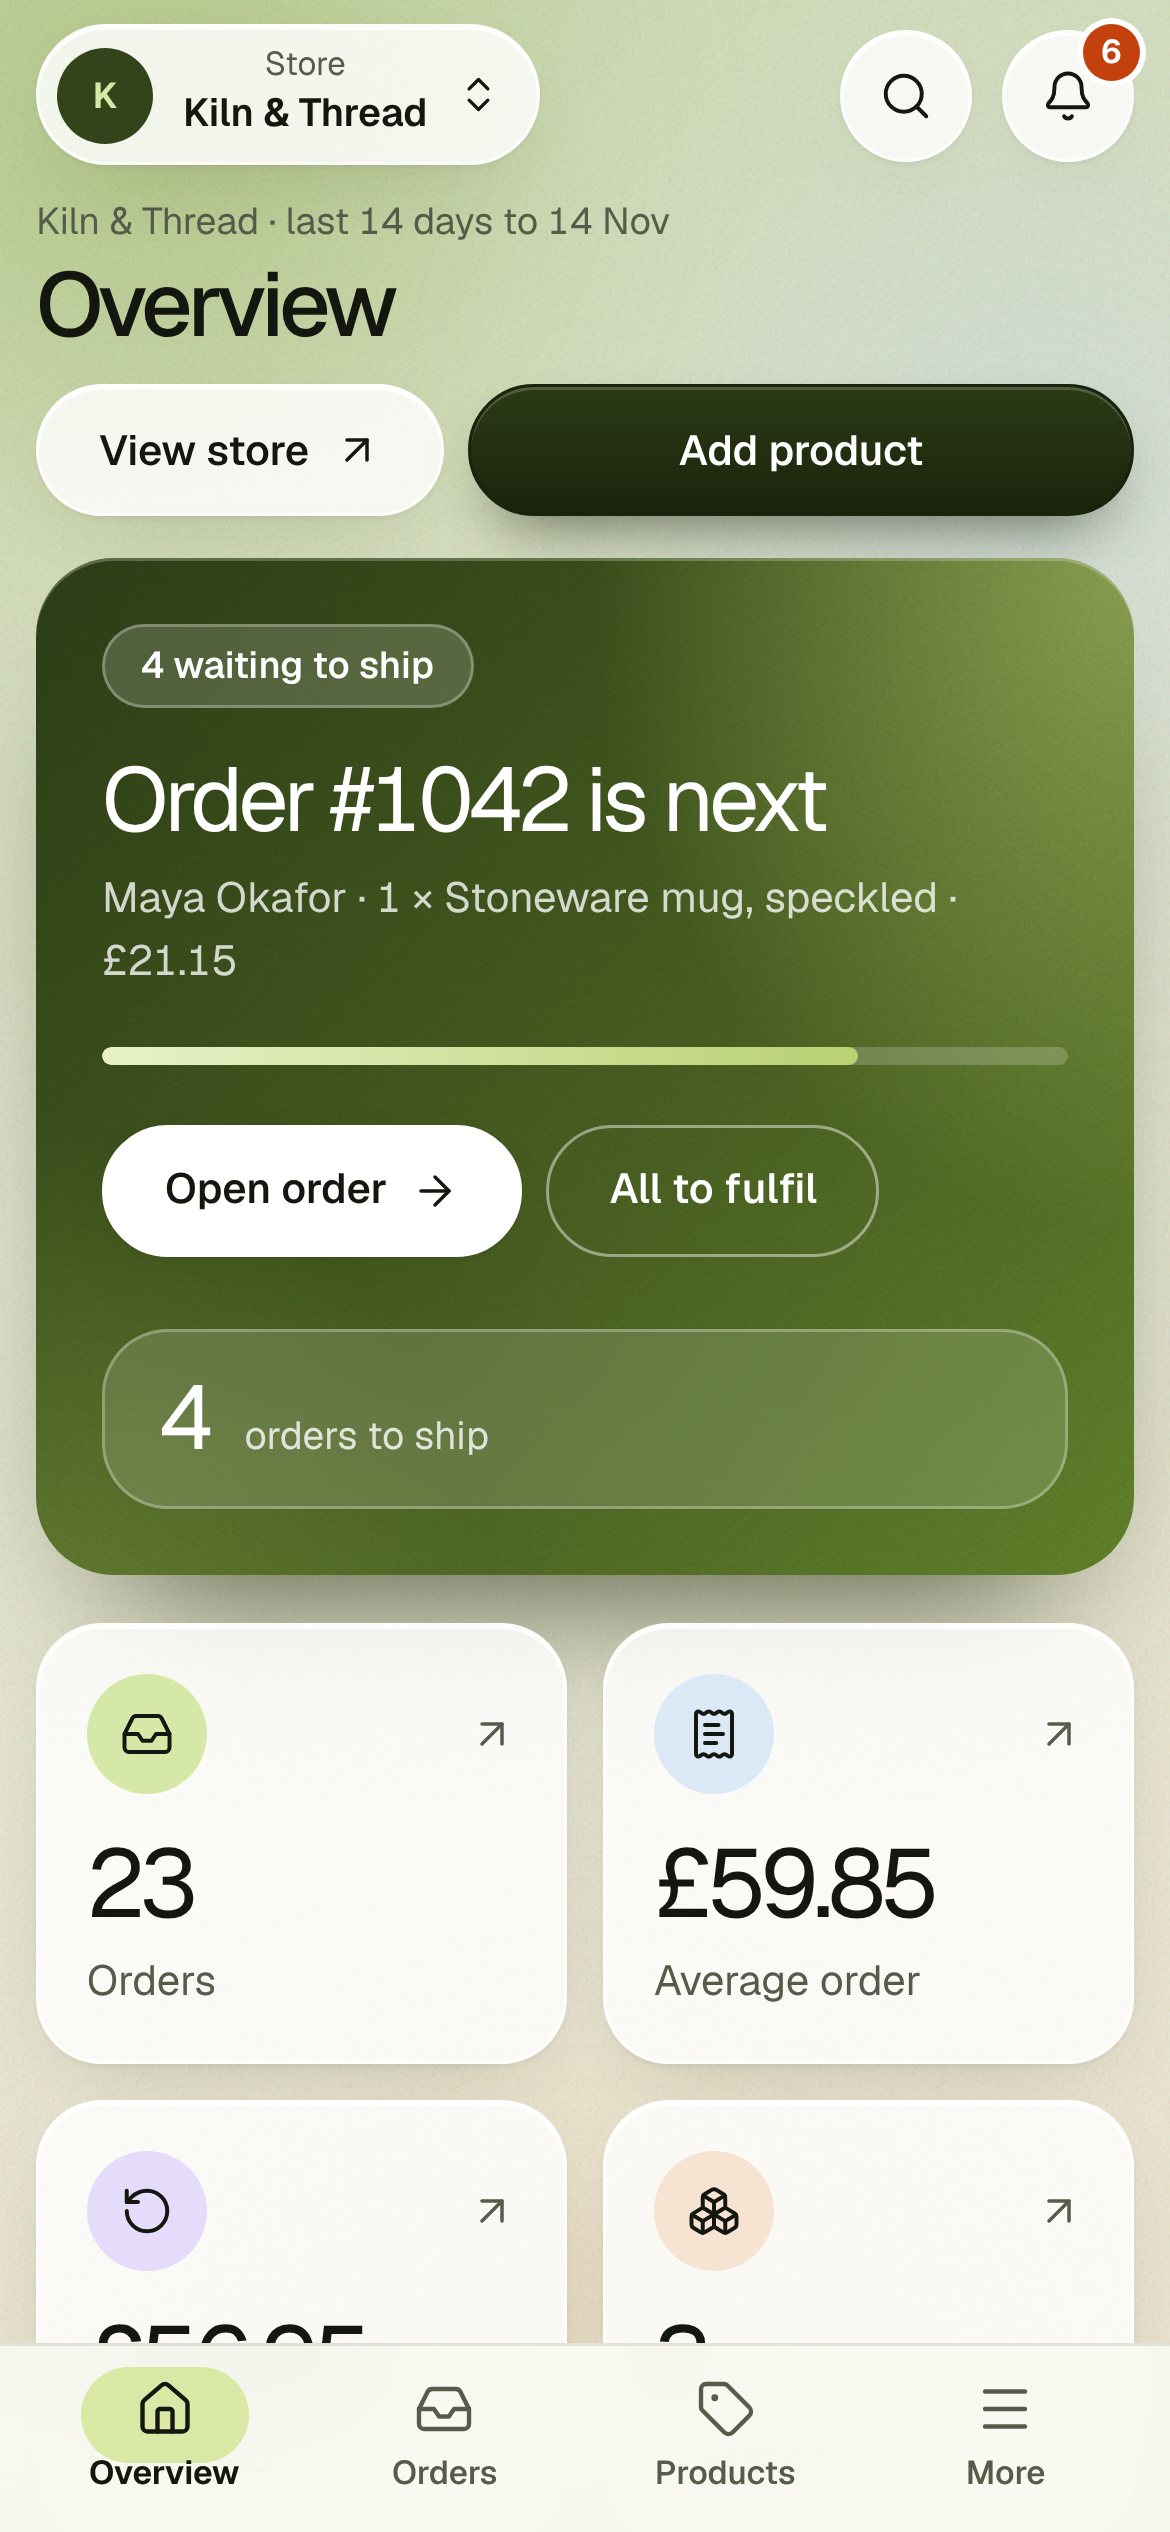 K
Store
Kiln & Thread
6
Kiln & Thread · last 14 days to 14 Nov
Overview
View store
Add product
4 waiting to ship
Order #1042 is next
Maya Okafor · 1 × Stoneware mug, speckled ·
£21.15
Open order
All to fulfil
4 orders to ship
23
Orders
£59.85
Average order
Overview
Orders
Products
More